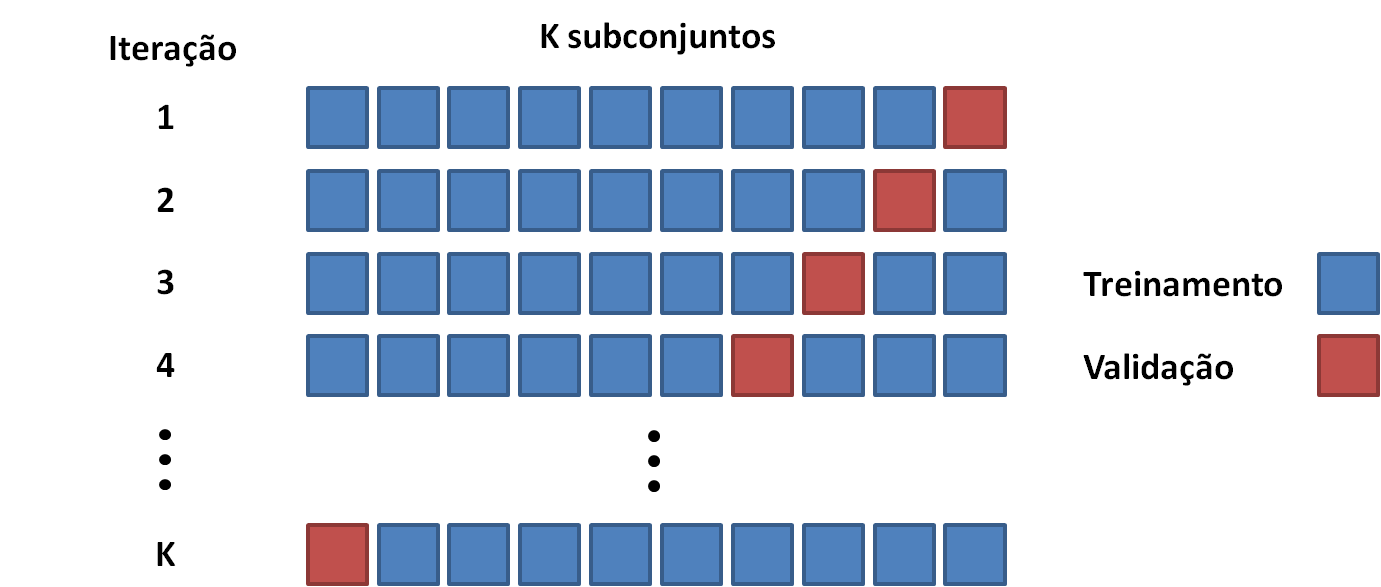 Iteração
K subconjuntos
1
2
3
Treinamento
4
Validação
K